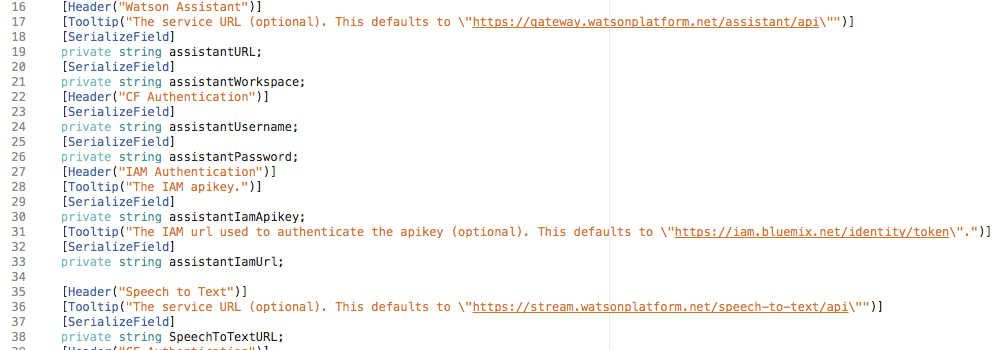 16 [Header("Watson Assistant")]
17 [Tooltip("The service URL (optional). This defaults to \"https://gateway.watsonplatform.net/assistant/api\"")]
18 [SerializeField]
19 private string assistantURL;
20 [SerializeField]
21 private string assistantWorkspace;
22 [Header("CF Authentication")]
23 [SerializeField]
24 private string assistantUsername;
25 [SerializeField]
26 private string assistantPassword;
27 [Header("IAM Authentication")]
28 [Tooltip("The IAM apikey.")]
29 [SerializeField]
30 private string assistantIamApikey;
31 [Tooltip("The IAM url used to authenticate the apikey (optional). This defaults to \"https://iam.bluemix.net/identity/token\".")]
32 [SerializeField]
33 private string assistantIamUrl;
34
35 [Header("Speech to Text")]
36 [Tooltip("The service URL (optional). This defaults to \"https://stream.watsonplatform.net/speech-to-text/api\"")]
37 [SerializeField]
38 private string SpeechToTextURL;
39 [Header("CF Authentication")]